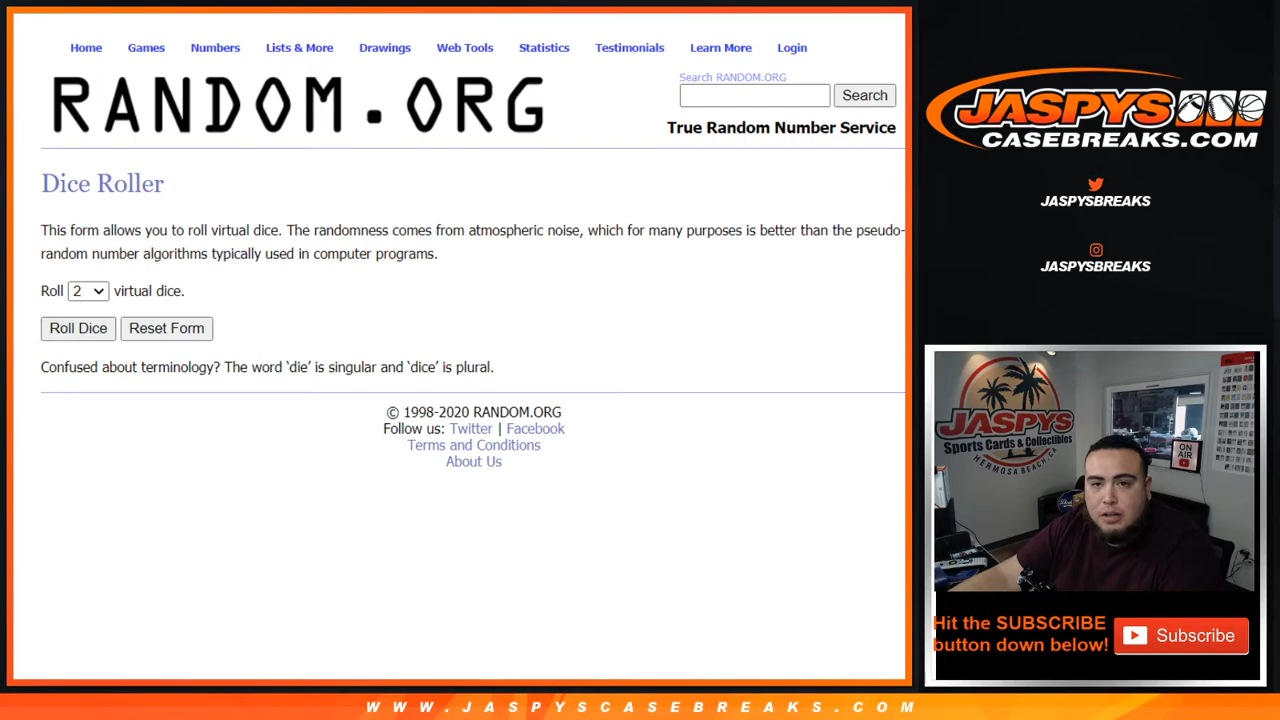 Home Games Numbers Lists & More Drawings Web Tools Statistics Testimonials Learn More Login
RANDOM.ORG
Search RANDOM.ORG
Search
True Random Number Service
Dice Roller
This form allows you to roll virtual dice. The randomness comes from atmospheric noise, which for many purposes is better than the pseudo-
random number algorithms typically used in computer programs.
Roll 2 virtual dice.
Roll Dice Reset Form
Confused about terminology? The word ‘die’ is singular and ‘dice’ is plural.
© 1998-2020 RANDOM.ORG
Follow us: Twitter | Facebook
Terms and Conditions
About Us
JASPYS
CASEBREAKS.COM
JASPYSBREAKS
JASPYSBREAKS
JASPYS
Sports Cards & Collectibles
HERMOSA BEACH, CA
ON
AIR
Hit the SUBSCRIBE
button down below!
Subscribe
WWW.JASPYSCASEBREAKS.COM